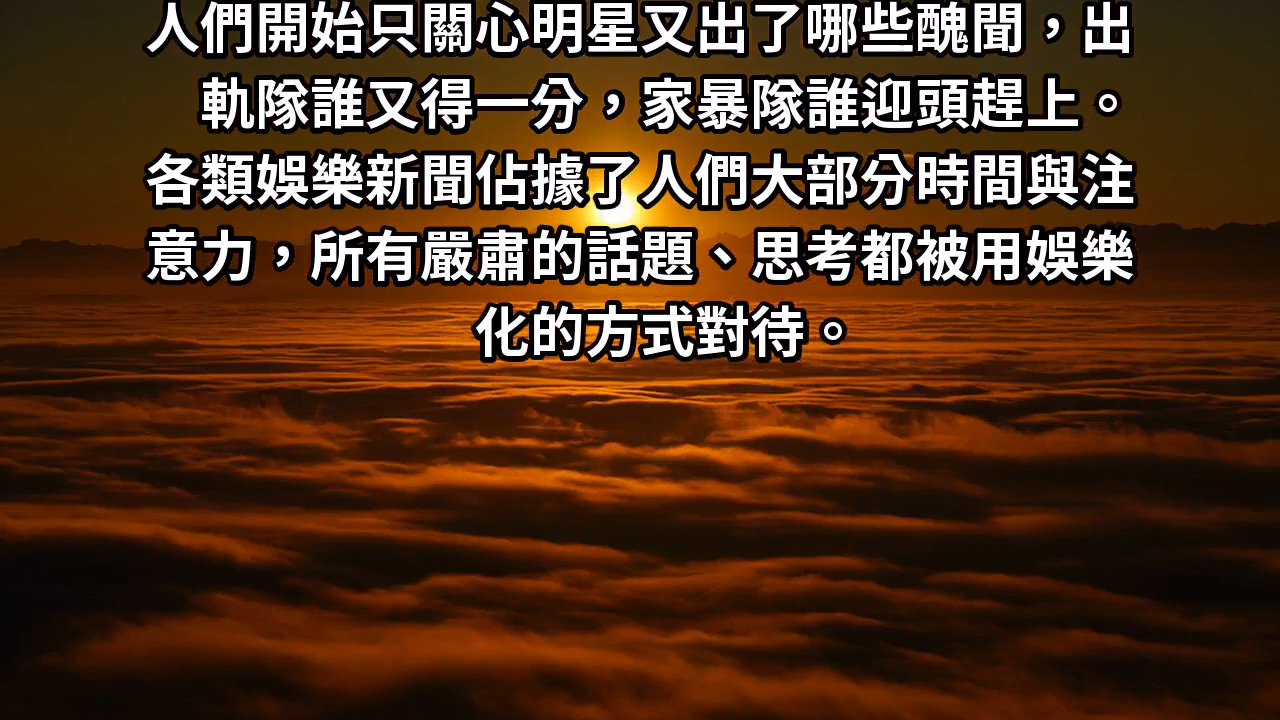 人們開始只關心明星又出了哪些醜聞，出
軌隊誰又得一分，家暴隊誰迎頭趕上。
各類娛樂新聞佔據了人們大部分時間與注
意力，所有嚴肅的話題、思考都被用娛樂
化的方式對待。